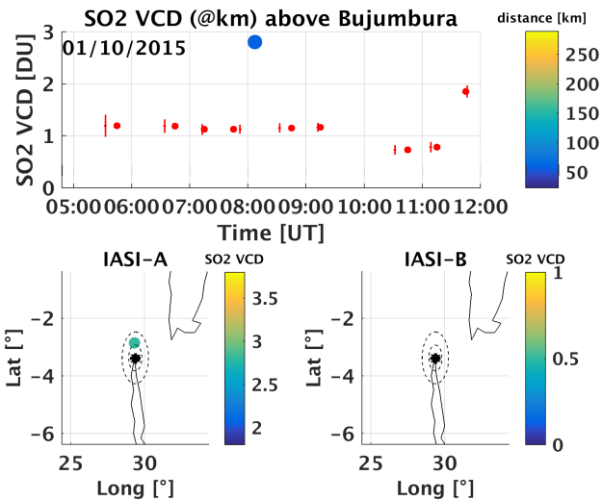 SO2 VCD (@km) above Bujumbura
distance [km]
01/10/2015
SO2 VCD [DU]
3
2
1
0
250
200
150
100
50
05:00 06:00 07:00 08:00 09:00 10:00 11:00 12:00
Time [UT]
IASI-A
SO2 VCD
Lat [°]
-2
-4
-6
3.5
3
2.5
2
25
30
Long [°]
IASI-B
SO2 VCD
Lat [°]
-2
-4
-6
1
0.5
0
25
30
Long [°]